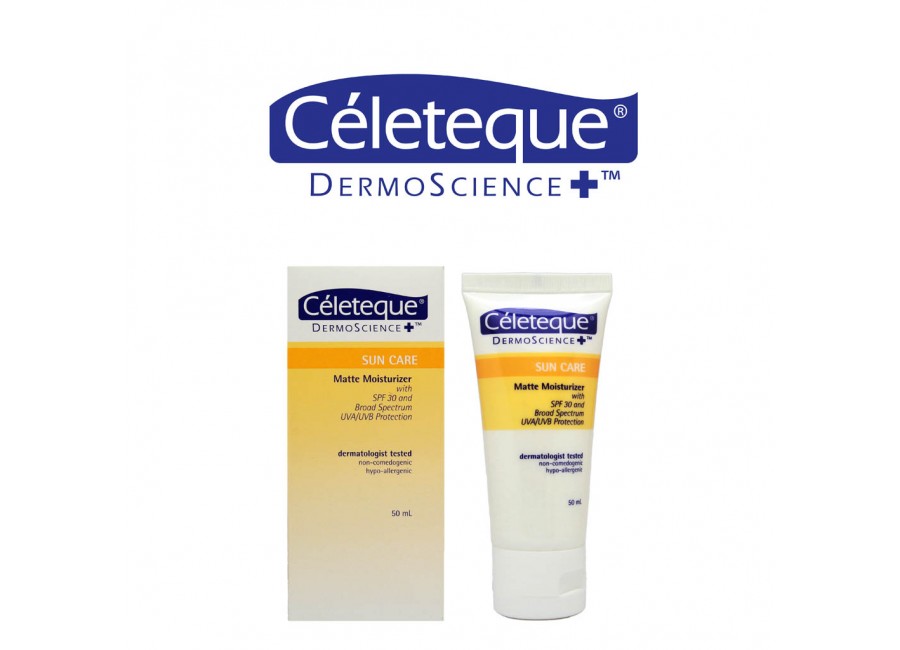 Céleteque®
DERMOSCIENCE+™
Céleteque®
DERMOSCIENCE+™
SUN CARE
Matte Moisturizer
with
SPF 30 and
Broad Spectrum
UVA/UVB Protection
dermatologist tested
non-comedogenic
hypo-allergenic
50 mL
Céleteque®
DERMOSCIENCE+™
SUN CARE
Matte Moisturizer
with
SPF 30 and
Broad Spectrum
UVA/UVB Protection
dermatologist tested
non-comedogenic
hypo-allergenic
50 mL